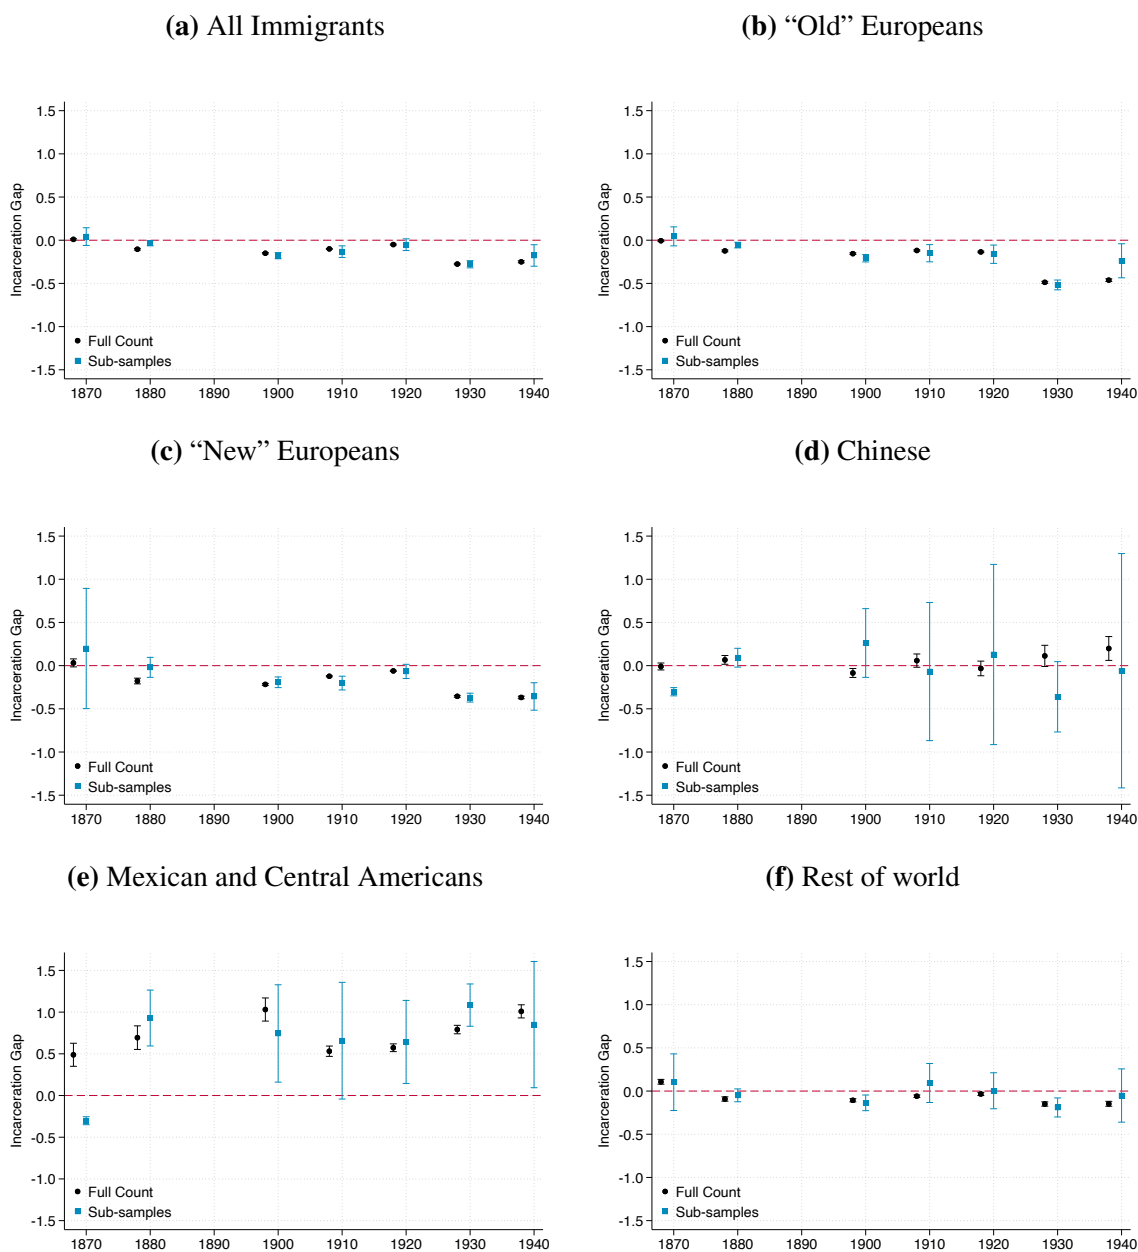 (a) All Immigrants
1.5
1.0
0.5
0.0
-0.5
-1.0
-1.5
Incarceration Gap
Full Count
Sub-samples
1870 1880 1890 1900 1910 1920 1930 1940
(b) “Old” Europeans
1.5
1.0
0.5
0.0
-0.5
-1.0
-1.5
Incarceration Gap
Full Count
Sub-samples
1870 1880 1890 1900 1910 1920 1930 1940
(c) “New” Europeans
1.5
1.0
0.5
0.0
-0.5
-1.0
-1.5
Incarceration Gap
Full Count
Sub-samples
1870 1880 1890 1900 1910 1920 1930 1940
(d) Chinese
1.5
1.0
0.5
0.0
-0.5
-1.0
-1.5
Incarceration Gap
Full Count
Sub-samples
1870 1880 1890 1900 1910 1920 1930 1940
(e) Mexican and Central Americans
1.5
1.0
0.5
0.0
-0.5
-1.0
-1.5
Incarceration Gap
Full Count
Sub-samples
1870 1880 1890 1900 1910 1920 1930 1940
(f) Rest of world
1.5
1.0
0.5
0.0
-0.5
-1.0
-1.5
Incarceration Gap
Full Count
Sub-samples
1870 1880 1890 1900 1910 1920 1930 1940